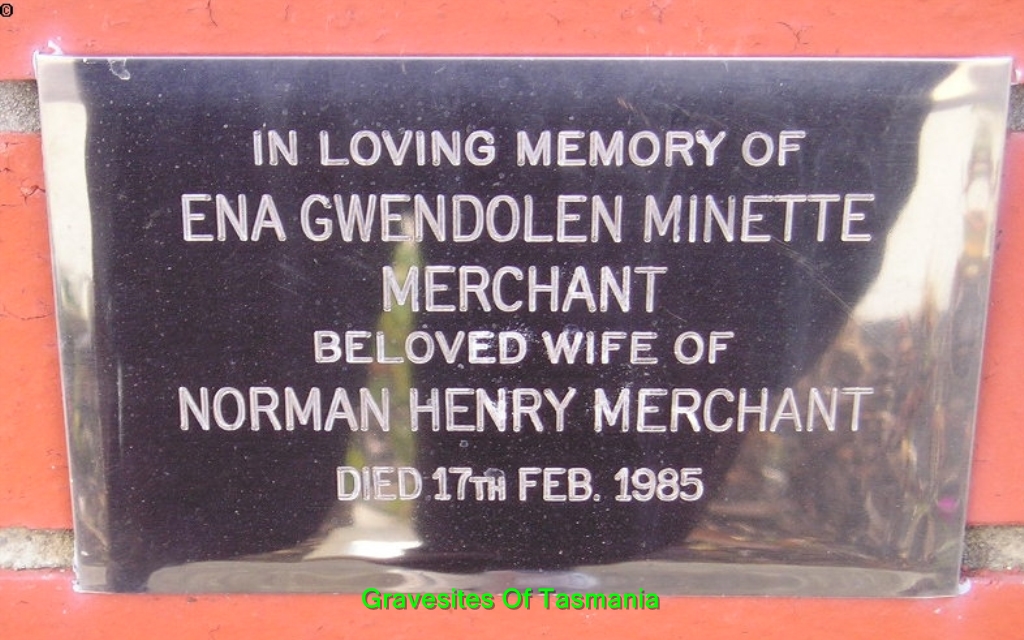 ©
IN LOVING MEMORY OF
ENA GWENDOLEN MINETTE
MERCHANT
BELOVED WIFE OF
NORMAN HENRY MERCHANT
DIED 17TH FEB. 1985
Gravesites Of Tasmania